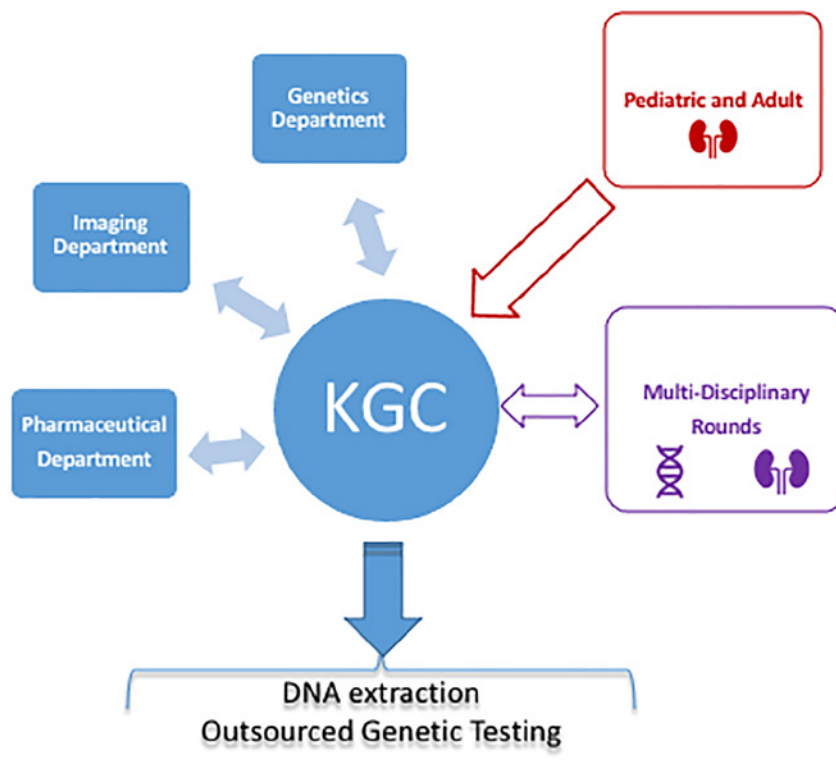 Genetics
Department
Pediatric and Adult
Imaging
Department
KGC
Multi-Disciplinary
Rounds
Pharmaceutical
Department
DNA extraction
Outsourced Genetic Testing